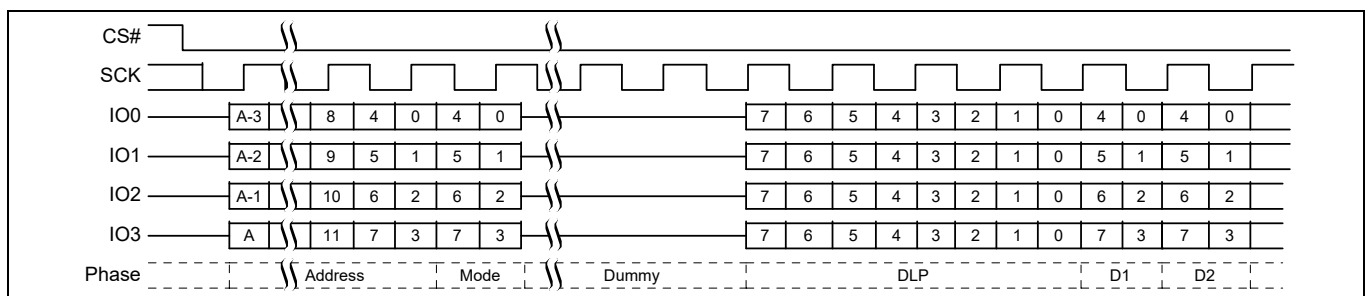 CS#
SCK
IO0 A-3 8 4 0 4 0 7 6 5 4 3 2 1 0 4 0 4 0
IO1 A-2 9 5 1 5 1 7 6 5 4 3 2 1 0 5 1 5 1
IO2 A-1 10 6 2 6 2 7 6 5 4 3 2 1 0 6 2 6 2
IO3 A 11 7 3 7 3 7 6 5 4 3 2 1 0 7 3 7 3
Phase Address Mode Dummy DLP D1 D2